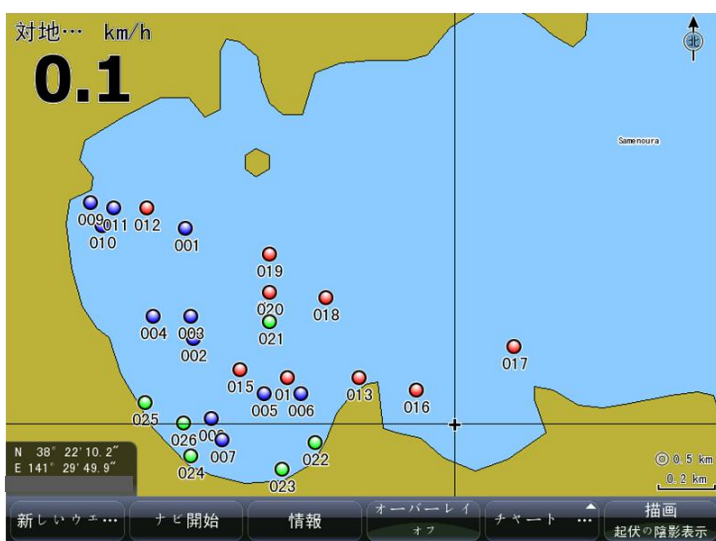 対地… km/h
北
0.1
Samenoura
009
011
012
010
001
019
020
018
004
003
021
002
017
015
01
013
005
006
016
025
026
007
022
024
023
N 38° 22'10.2"
E 141° 29'49.9"
0.5 km
0.2 km
新しいウエ…
ナビ開始
情報
オーバーレイ
オフ
チャート …
描画
起伏の陰影表示